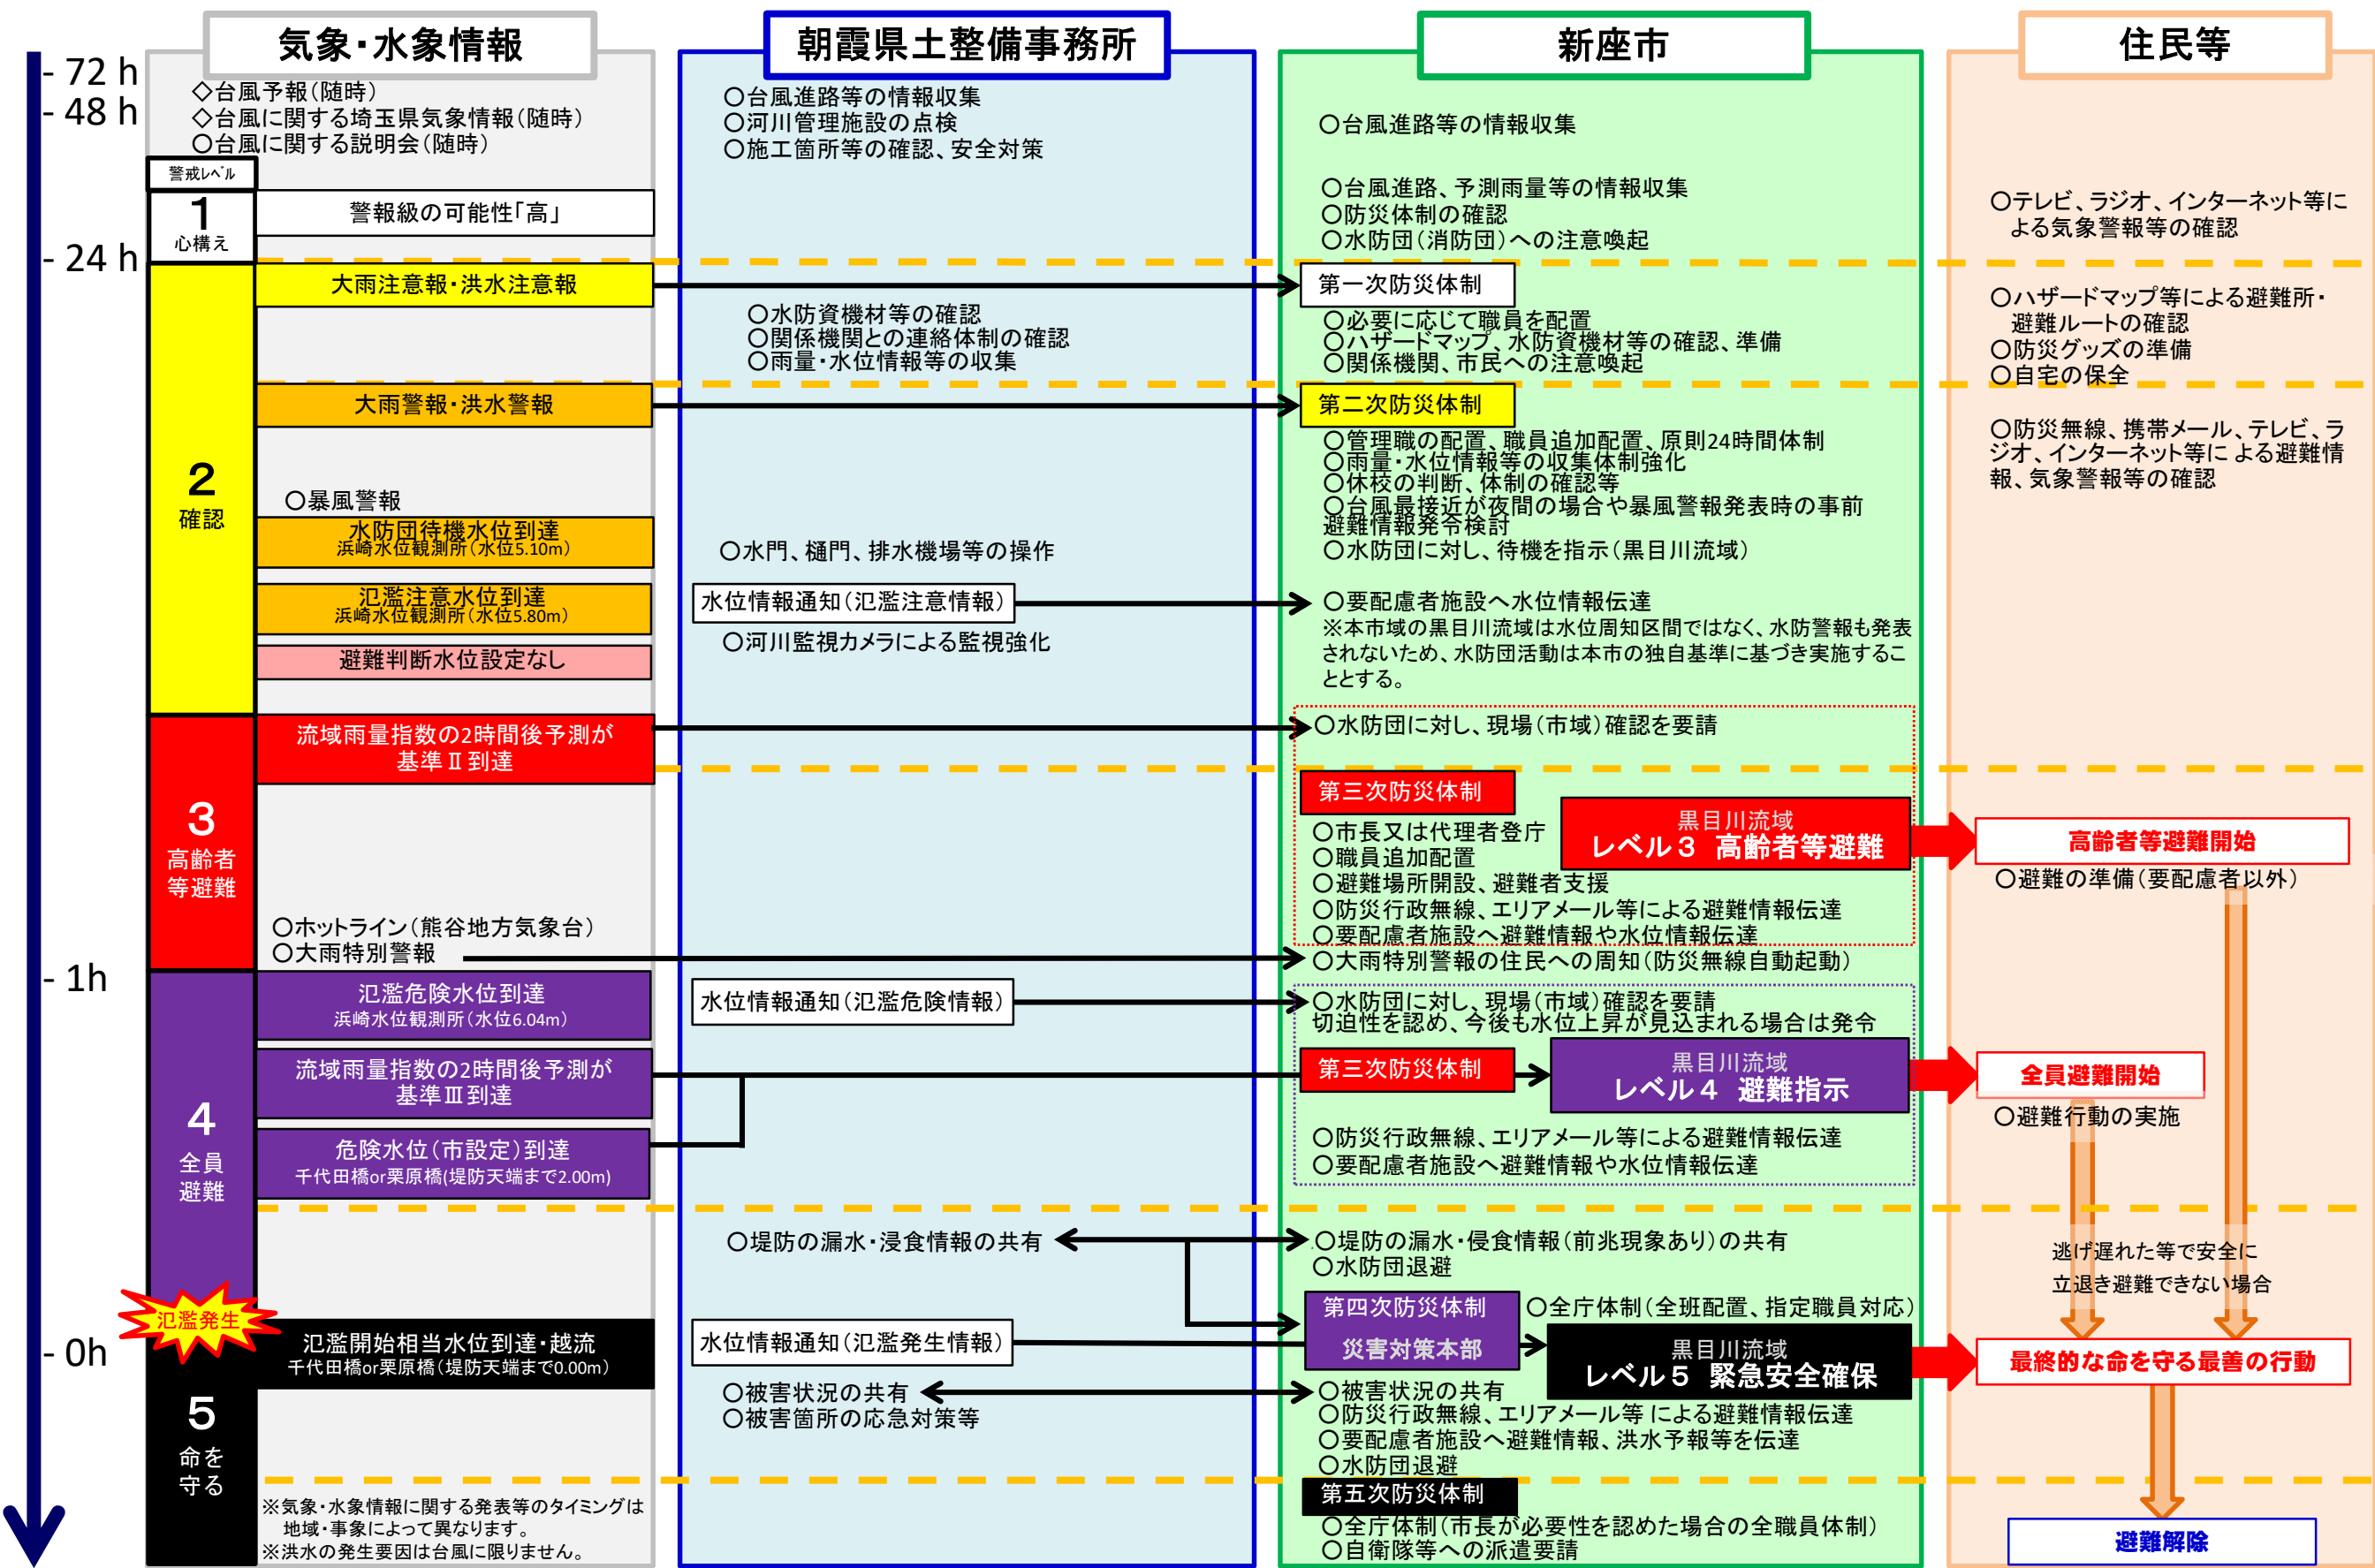 気象・水象情報
朝霞県土整備事務所
新座市
住民等
- 72 h
- 48 h
- 24 h
- 1h
- 0h
◇台風予報(随時)
◇台風に関する埼玉県気象情報(随時)
○台風に関する説明会(随時)
警戒レベル
1
心構え
警報級の可能性「高」
2
確認
大雨注意報・洪水注意報
大雨警報・洪水警報
○暴風警報
水防団待機水位到達
浜崎水位観測所(水位5.10m)
氾濫注意水位到達
浜崎水位観測所(水位5.80m)
避難判断水位設定なし
3
高齢者
等避難
流域雨量指数の2時間後予測が
基準Ⅱ到達
○ホットライン(熊谷地方気象台)
○大雨特別警報
4
全員
避難
氾濫危険水位到達
浜崎水位観測所(水位6.04m)
流域雨量指数の2時間後予測が
基準Ⅲ到達
危険水位(市設定)到達
千代田橋or栗原橋(堤防天端まで2.00m)
氾濫発生
氾濫開始相当水位到達・越流
千代田橋or栗原橋(堤防天端まで0.00m)
5
命を
守る
※気象・水象情報に関する発表等のタイミングは
地域・事象によって異なります。
※洪水の発生要因は台風に限りません。
○台風進路等の情報収集
○河川管理施設の点検
○施工箇所等の確認、安全対策
○水防資機材等の確認
○関係機関との連絡体制の確認
○雨量・水位情報等の収集
○水門、樋門、排水機場等の操作
水位情報通知(氾濫注意情報)
○河川監視カメラによる監視強化
水位情報通知(氾濫危険情報)
○堤防の漏水・浸食情報の共有
水位情報通知(氾濫発生情報)
○被害状況の共有
○被害箇所の応急対策等
○台風進路等の情報収集
○台風進路、予測雨量等の情報収集
○防災体制の確認
○水防団(消防団)への注意喚起
第一次防災体制
○必要に応じて職員を配置
○ハザードマップ、水防資機材等の確認、準備
○関係機関、市民への注意喚起
第二次防災体制
○管理職の配置、職員追加配置、原則24時間体制
○雨量・水位情報等の収集体制強化
○休校の判断、体制の確認等
○台風最接近が夜間の場合や暴風警報発表時の事前
避難情報発令検討
○水防団に対し、待機を指示(黒目川流域)
○要配慮者施設へ水位情報伝達
※本市域の黒目川流域は水位周知区間ではなく、水防警報も発表
されないため、水防団活動は本市の独自基準に基づき実施するこ
ととする。
○水防団に対し、現場(市域)確認を要請
第三次防災体制
黒目川流域
レベル3 高齢者等避難
○市長又は代理者登庁
○職員追加配置
○避難場所開設、避難者支援
○防災行政無線、エリアメール等による避難情報伝達
○要配慮者施設へ避難情報や水位情報伝達
○大雨特別警報の住民への周知(防災無線自動起動)
○水防団に対し、現場(市域)確認を要請
切迫性を認め、今後も水位上昇が見込まれる場合は発令
第三次防災体制
黒目川流域
レベル4 避難指示
○防災行政無線、エリアメール等による避難情報伝達
○要配慮者施設へ避難情報や水位情報伝達
○堤防の漏水・侵食情報(前兆現象あり)の共有
○水防団退避
第四次防災体制
災害対策本部
○全庁体制(全班配置、指定職員対応)
黒目川流域
レベル5 緊急安全確保
○被害状況の共有
○防災行政無線、エリアメール等 による避難情報伝達
○要配慮者施設へ避難情報、洪水予報等を伝達
○水防団退避
第五次防災体制
○全庁体制(市長が必要性を認めた場合の全職員体制)
○自衛隊等への派遣要請
○テレビ、ラジオ、インターネット等に
よる気象警報等の確認
○ハザードマップ等による避難所・
避難ルートの確認
○防災グッズの準備
○自宅の保全
○防災無線、携帯メール、テレビ、ラ
ジオ、インターネット等に よる避難情
報、気象警報等の確認
高齢者等避難開始
○避難の準備(要配慮者以外)
全員避難開始
○避難行動の実施
逃げ遅れた等で安全に
立退き避難できない場合
最終的な命を守る最善の行動
避難解除